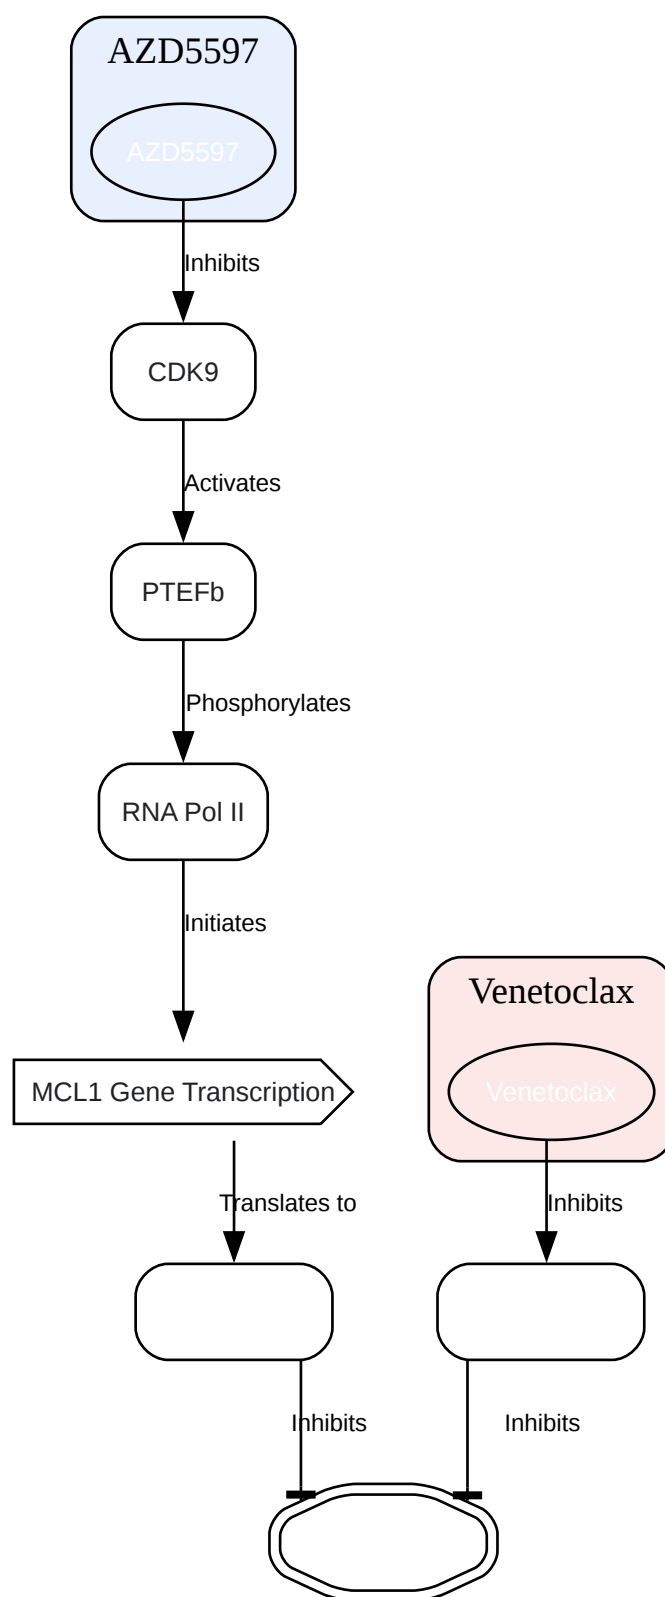 AZD5597
AZD5597
Inhibits
CDK9
Activates
PTEFb
Phosphorylates
RNA Pol II
Initiates
Venetoclax
Venetoclax
MCL1 Gene Transcription
Translates to
Inhibits
Inhibits
Inhibits